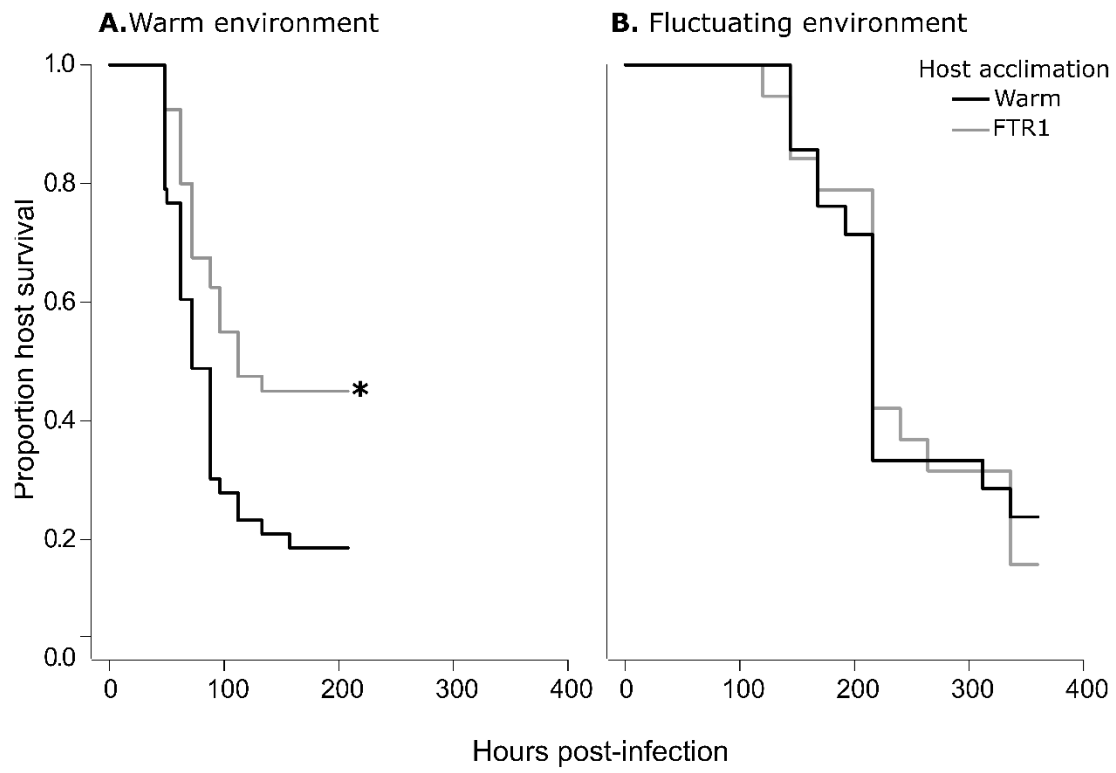 A.Warm environment
B. Fluctuating environment
Host acclimation
Warm
FTR1
Proportion host survival
1.0
0.8
0.6
0.4
0.2
0.0
*
0 100 200 300 400
0 100 200 300 400
Hours post-infection